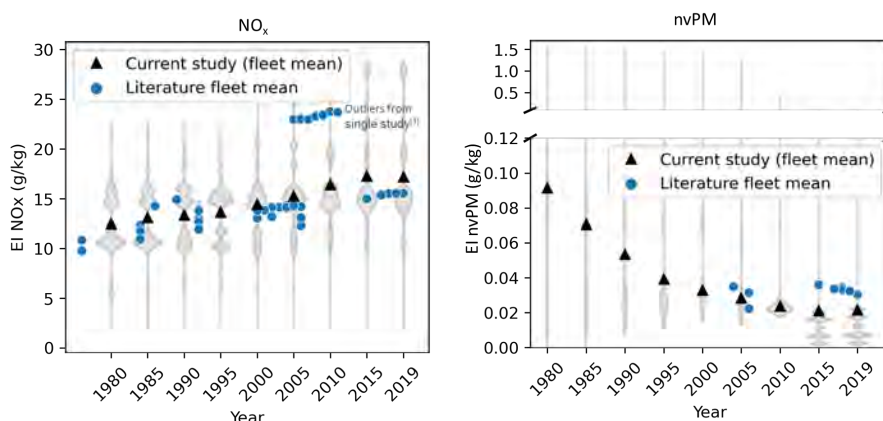 NOx
30
25
20
15
10
5
0
EI NOx (g/kg)
Current study (fleet mean)
Literature fleet mean
Outliers from
single study(1)
1980
1985
1990
1995
2000
2005
2010
2015
2019
Year
nvPM
1.5
1.0
0.5
0.12
0.10
0.08
0.06
0.04
0.02
0.00
EI nvPM (g/kg)
Current study (fleet mean)
Literature fleet mean
1980
1985
1990
1995
2000
2005
2010
2015
2019
Year